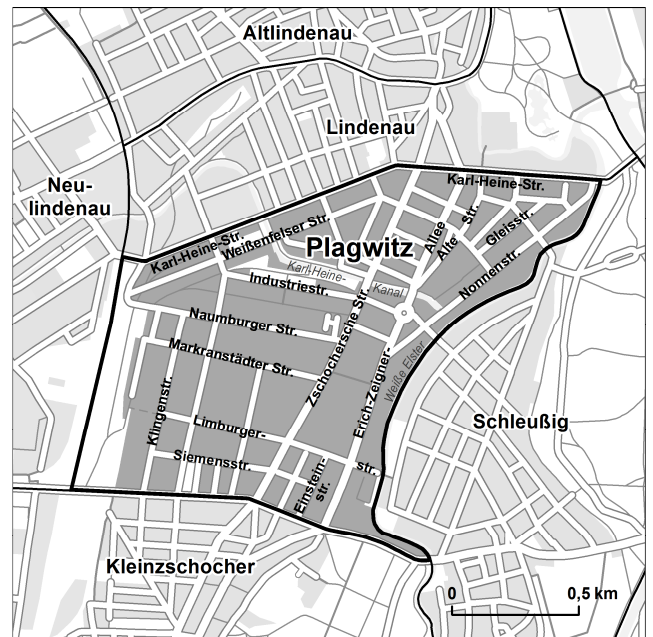 Altlindenau
Lindenau
Neu-
lindenau
Karl-Heine-Str.
Karl-Heine-Str.
Weißenfelser Str.
Plagwitz
Allee
Alte Str.
Gleisstr.
Nonnenstr.
Karl-Heine-
Kanal
Industriestr.
Naumburger Str.
Markranstädter Str.
Zschochersche Str.
Erich-Zeigner-
Weiße Elster
Klingenstr.
Limburger-
str.
Siemensstr.
Einstein-
str.
Schleußig
Kleinzschocher
0 0,5 km